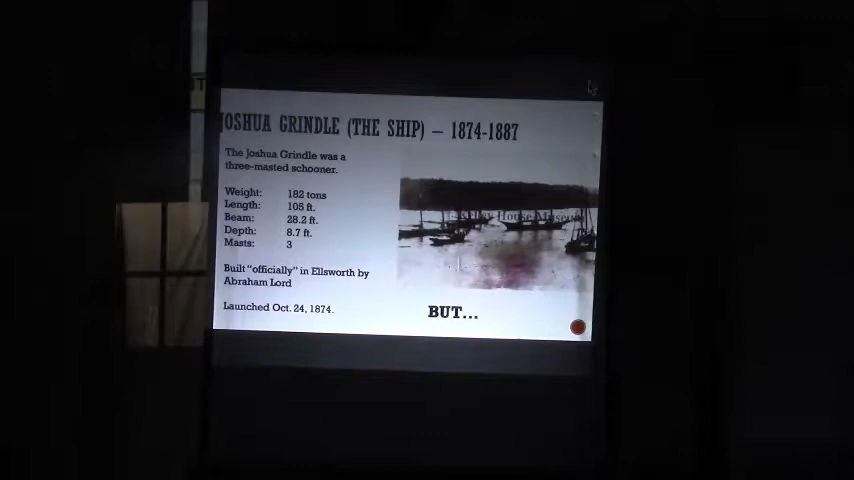 JOSHUA GRINDLE (THE SHIP) – 1874-1887
The Joshua Grindle was a
three-masted schooner.
Weight: 182 tons
Length: 105 ft.
Beam: 28.2 ft.
Depth: 8.7 ft.
Masts: 3
Built "officially" in Ellsworth by
Abraham Lord
Launched Oct. 24, 1874.
House Museum
BUT...